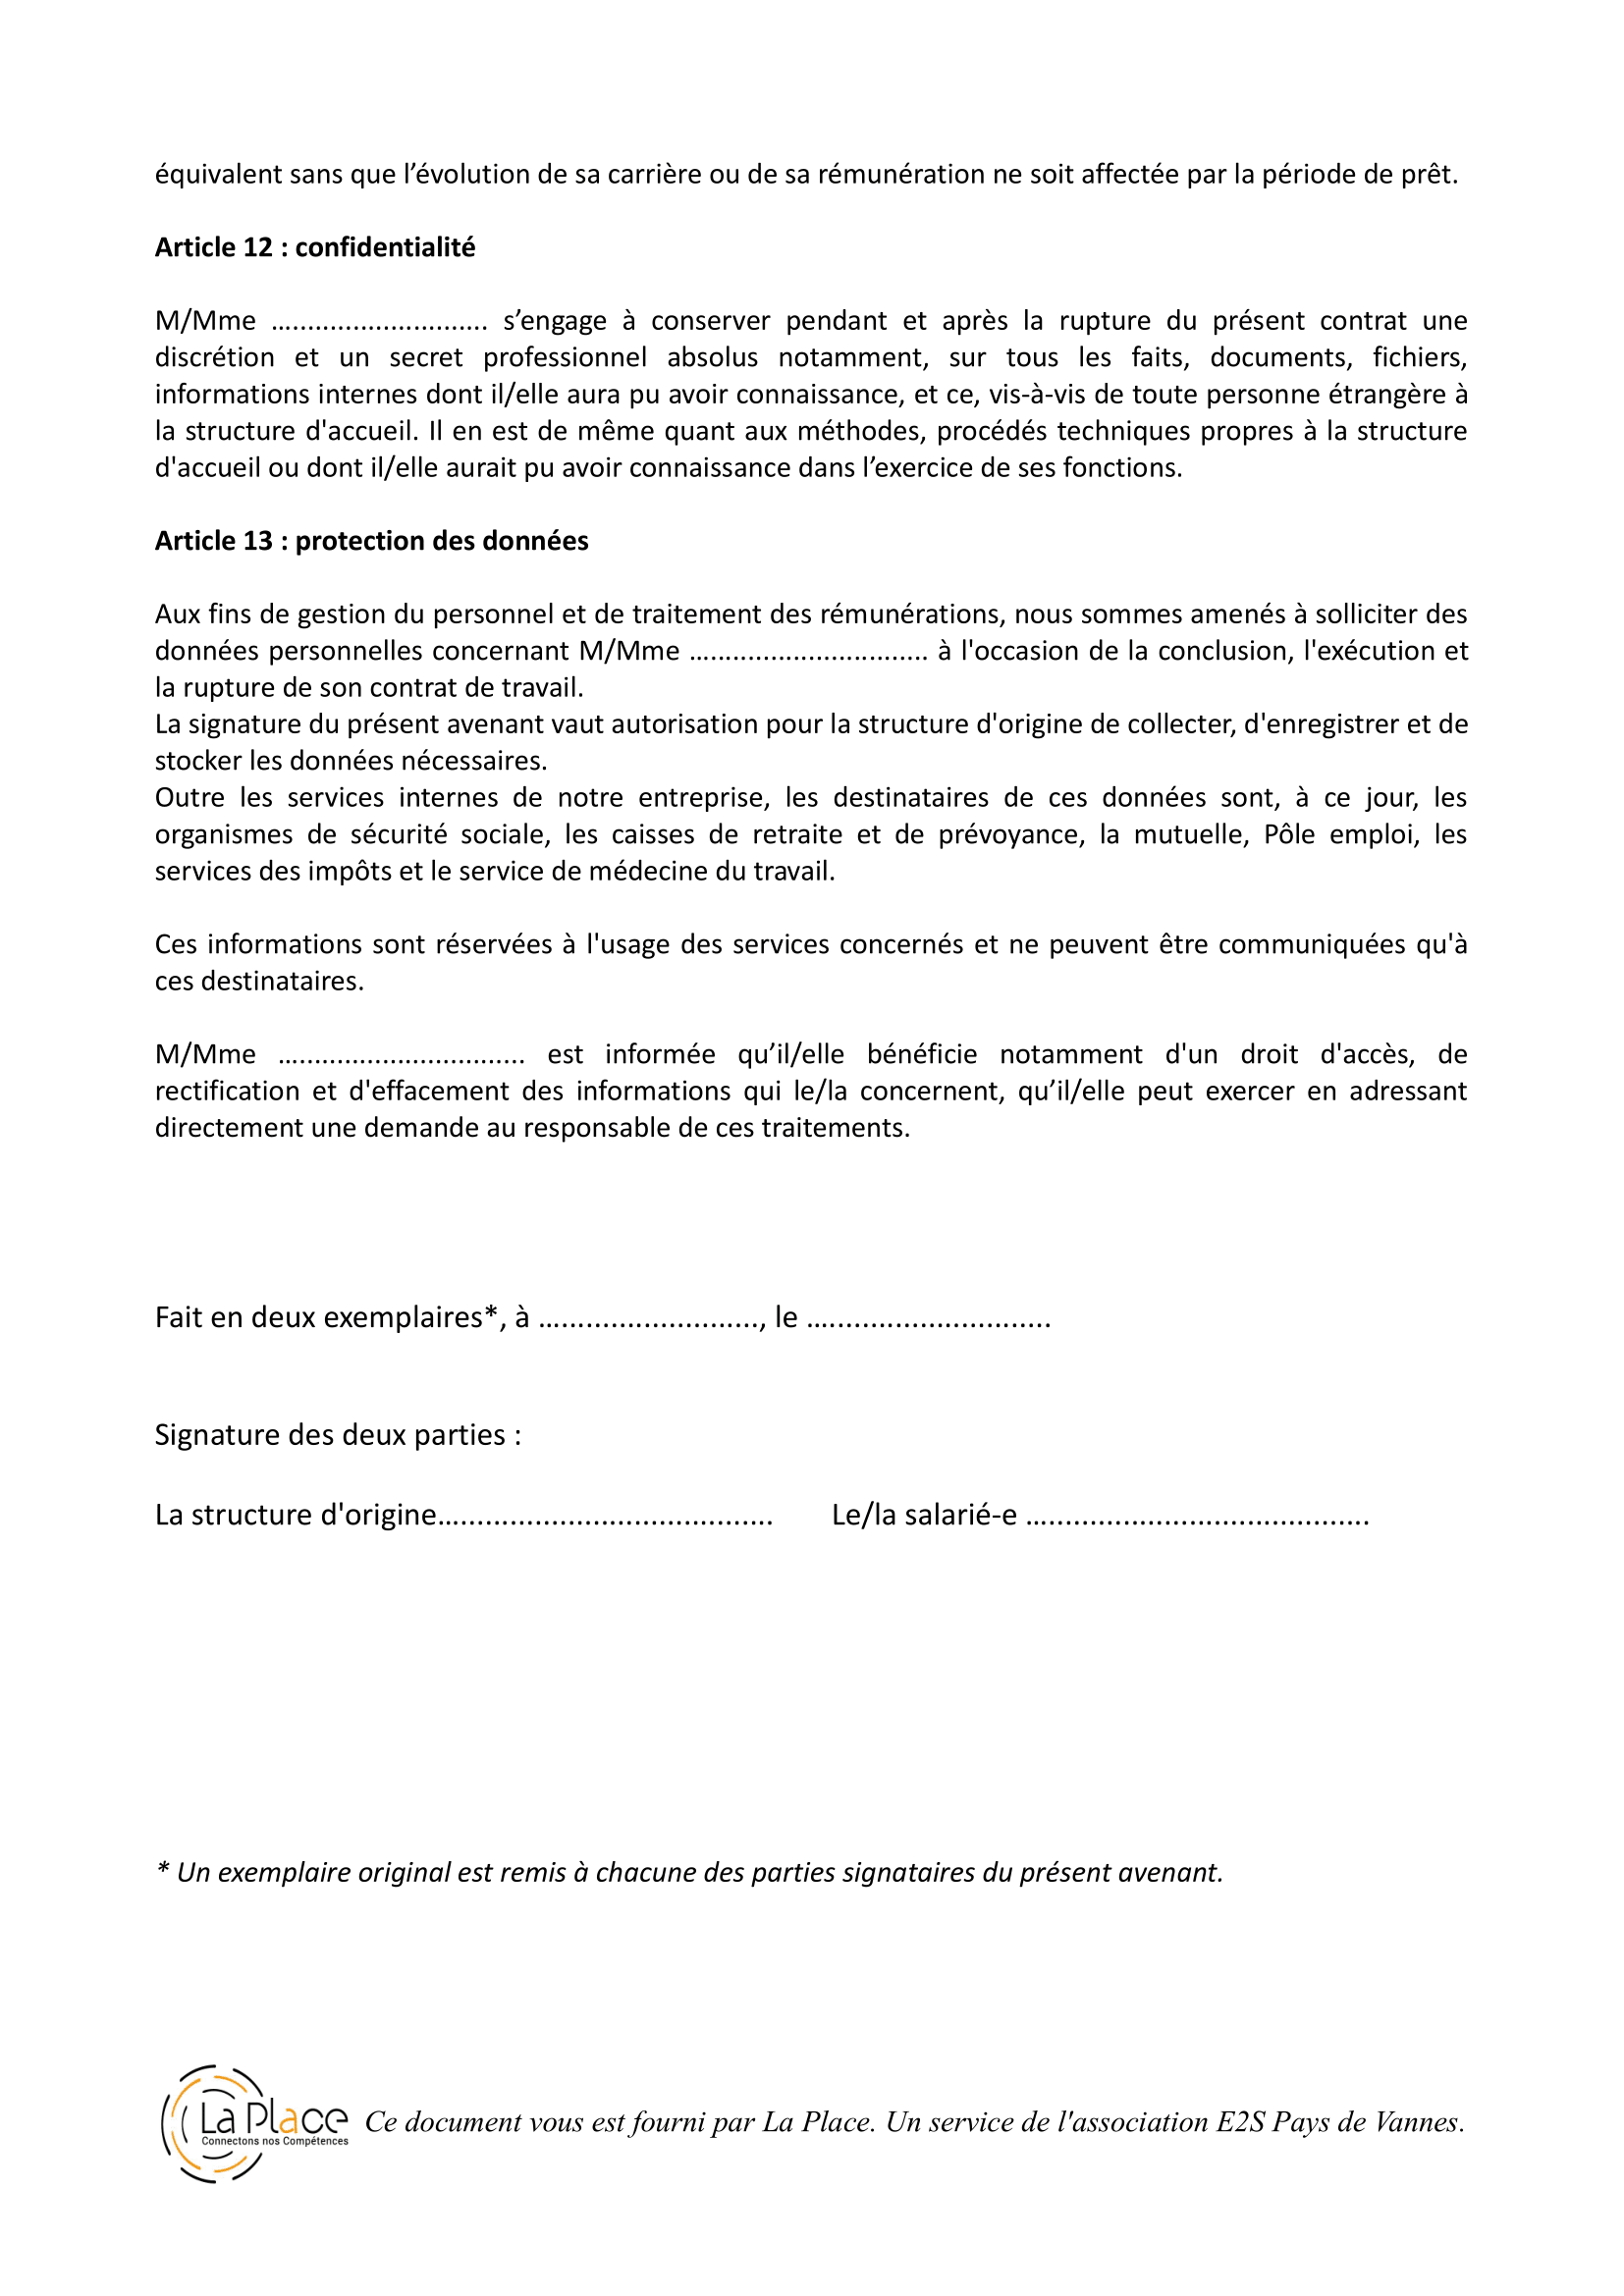 équivalent sans que l’évolution de sa carrière ou de sa rémunération ne soit affectée par la période de prêt.
Article 12 : confidentialité
M/Mme ….......................... s’engage à conserver pendant et après la rupture du présent contrat une
discrétion et un secret professionnel absolus notamment, sur tous les faits, documents, fichiers,
informations internes dont il/elle aura pu avoir connaissance, et ce, vis-à-vis de toute personne étrangère à
la structure d'accueil. Il en est de même quant aux méthodes, procédés techniques propres à la structure
d'accueil ou dont il/elle aurait pu avoir connaissance dans l’exercice de ses fonctions.
Article 13 : protection des données
Aux fins de gestion du personnel et de traitement des rémunérations, nous sommes amenés à solliciter des
données personnelles concernant M/Mme ….............................. à l'occasion de la conclusion, l'exécution et
la rupture de son contrat de travail.
La signature du présent avenant vaut autorisation pour la structure d'origine de collecter, d'enregistrer et de
stocker les données nécessaires.
Outre les services internes de notre entreprise, les destinataires de ces données sont, à ce jour, les
organismes de sécurité sociale, les caisses de retraite et de prévoyance, la mutuelle, Pôle emploi, les
services des impôts et le service de médecine du travail.
Ces informations sont réservées à l'usage des services concernés et ne peuvent être communiquées qu'à
ces destinataires.
M/Mme ….............................. est informée qu’il/elle bénéficie notamment d'un droit d'accès, de
rectification et d'effacement des informations qui le/la concernent, qu’il/elle peut exercer en adressant
directement une demande au responsable de ces traitements.
Fait en deux exemplaires*, à ….........................., le ….........................
Signature des deux parties :
La structure d'origine…....................................... Le/la salarié-e ….......................................
* Un exemplaire original est remis à chacune des parties signataires du présent avenant.
La Place
Connectons nos Compétences
Ce document vous est fourni par La Place. Un service de l'association E2S Pays de Vannes.